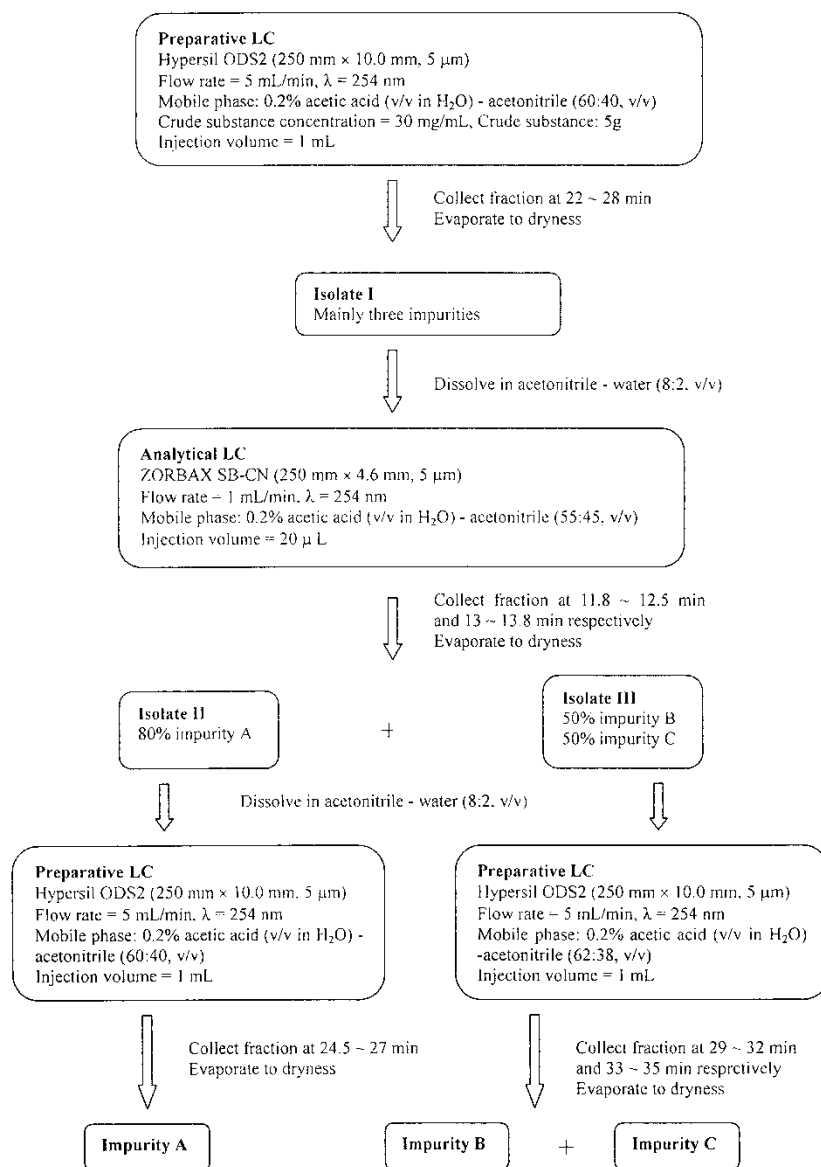 Preparative LC
Hypersil ODS2 (250 mm × 10.0 mm, 5 μm)
Flow rate = 5 mL/min, λ = 254 nm
Mobile phase: 0.2% acetic acid (v/v in H₂O) - acetonitrile (60:40, v/v)
Crude substance concentration = 30 mg/mL, Crude substance: 5g
Injection volume = 1 mL
Collect fraction at 22 ~ 28 min
Evaporate to dryness
Isolate I
Mainly three impurities
Dissolve in acetonitrile - water (8:2, v/v)
Analytical LC
ZORBAX SB-CN (250 mm × 4.6 mm, 5 μm)
Flow rate = 1 mL/min, λ = 254 nm
Mobile phase: 0.2% acetic acid (v/v in H₂O) - acetonitrile (55:45, v/v)
Injection volume = 20 μ L
Collect fraction at 11.8 ~ 12.5 min
and 13 ~ 13.8 min respectively
Evaporate to dryness
Isolate II
80% impurity A
+
Isolate III
50% impurity B
50% impurity C
Dissolve in acetonitrile - water (8:2, v/v)
Preparative LC
Hypersil ODS2 (250 mm × 10.0 mm, 5 μm)
Flow rate = 5 mL/min, λ = 254 nm
Mobile phase: 0.2% acetic acid (v/v in H₂O) -
acetonitrile (60:40, v/v)
Injection volume = 1 mL
Preparative LC
Hypersil ODS2 (250 mm × 10.0 mm, 5 μm)
Flow rate = 5 mL/min, λ = 254 nm
Mobile phase: 0.2% acetic acid (v/v in H₂O)
-acetonitrile (62:38, v/v)
Injection volume = 1 mL
Collect fraction at 24.5 ~ 27 min
Evaporate to dryness
Collect fraction at 29 ~ 32 min
and 33 ~ 35 min resprctively
Evaporate to dryness
Impurity A
Impurity B
+
Impurity C